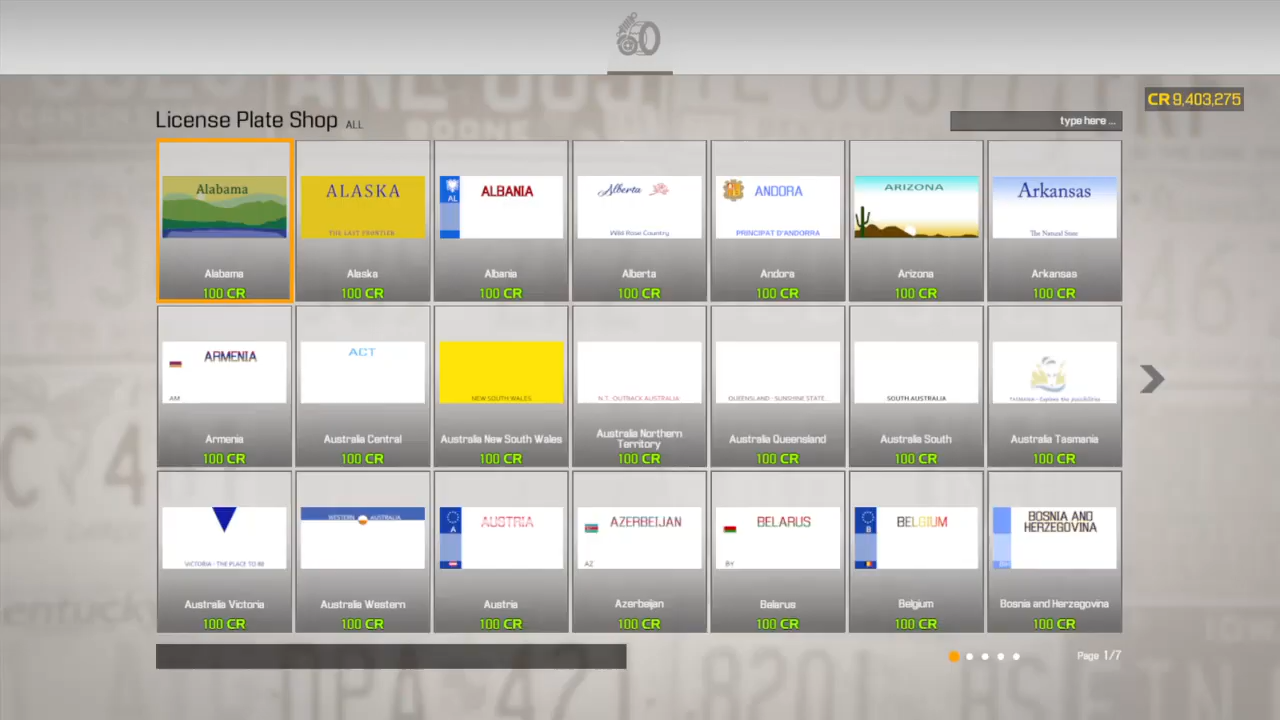 CR 9,403,275
License Plate Shop ALL
type here ...
Alabama
ALASKA
THE LAST FRONTIER
AL
ALBANIA
Alberta
Wild Rose Country
ANDORA
PRINCIPAT D'ANDORRA
ARIZONA
Arkansas
The Natural State
Alabama
Alaska
Albania
Alberta
Andora
Arizona
Arkansas
100 CR
100 CR
100 CR
100 CR
100 CR
100 CR
100 CR
ARMENIA
AM
ACT
NEW SOUTH WALES
N.T. OUTBACK AUSTRALIA
QUEENSLAND - SUNSHINE STATE
SOUTH AUSTRALIA
TASMANIA - Explore the possibilities
Armenia
Australia Central
Australia New South Wales
Australia Northern
Territory
Australia Queensland
Australia South
Australia Tasmania
100 CR
100 CR
100 CR
100 CR
100 CR
100 CR
100 CR
VICTORIA - THE PLACE TO BE
WESTERN AUSTRALIA
A
AUSTRIA
AZERBEIJAN
AZ
BELARUS
BY
B
BELGIUM
BOSNIA AND
HERZEGOVINA
BIH
Australia Victoria
Australia Western
Austria
Azerbeijan
Belarus
Belgium
Bosnia and Herzegovina
100 CR
100 CR
100 CR
100 CR
100 CR
100 CR
100 CR
Page 1/7